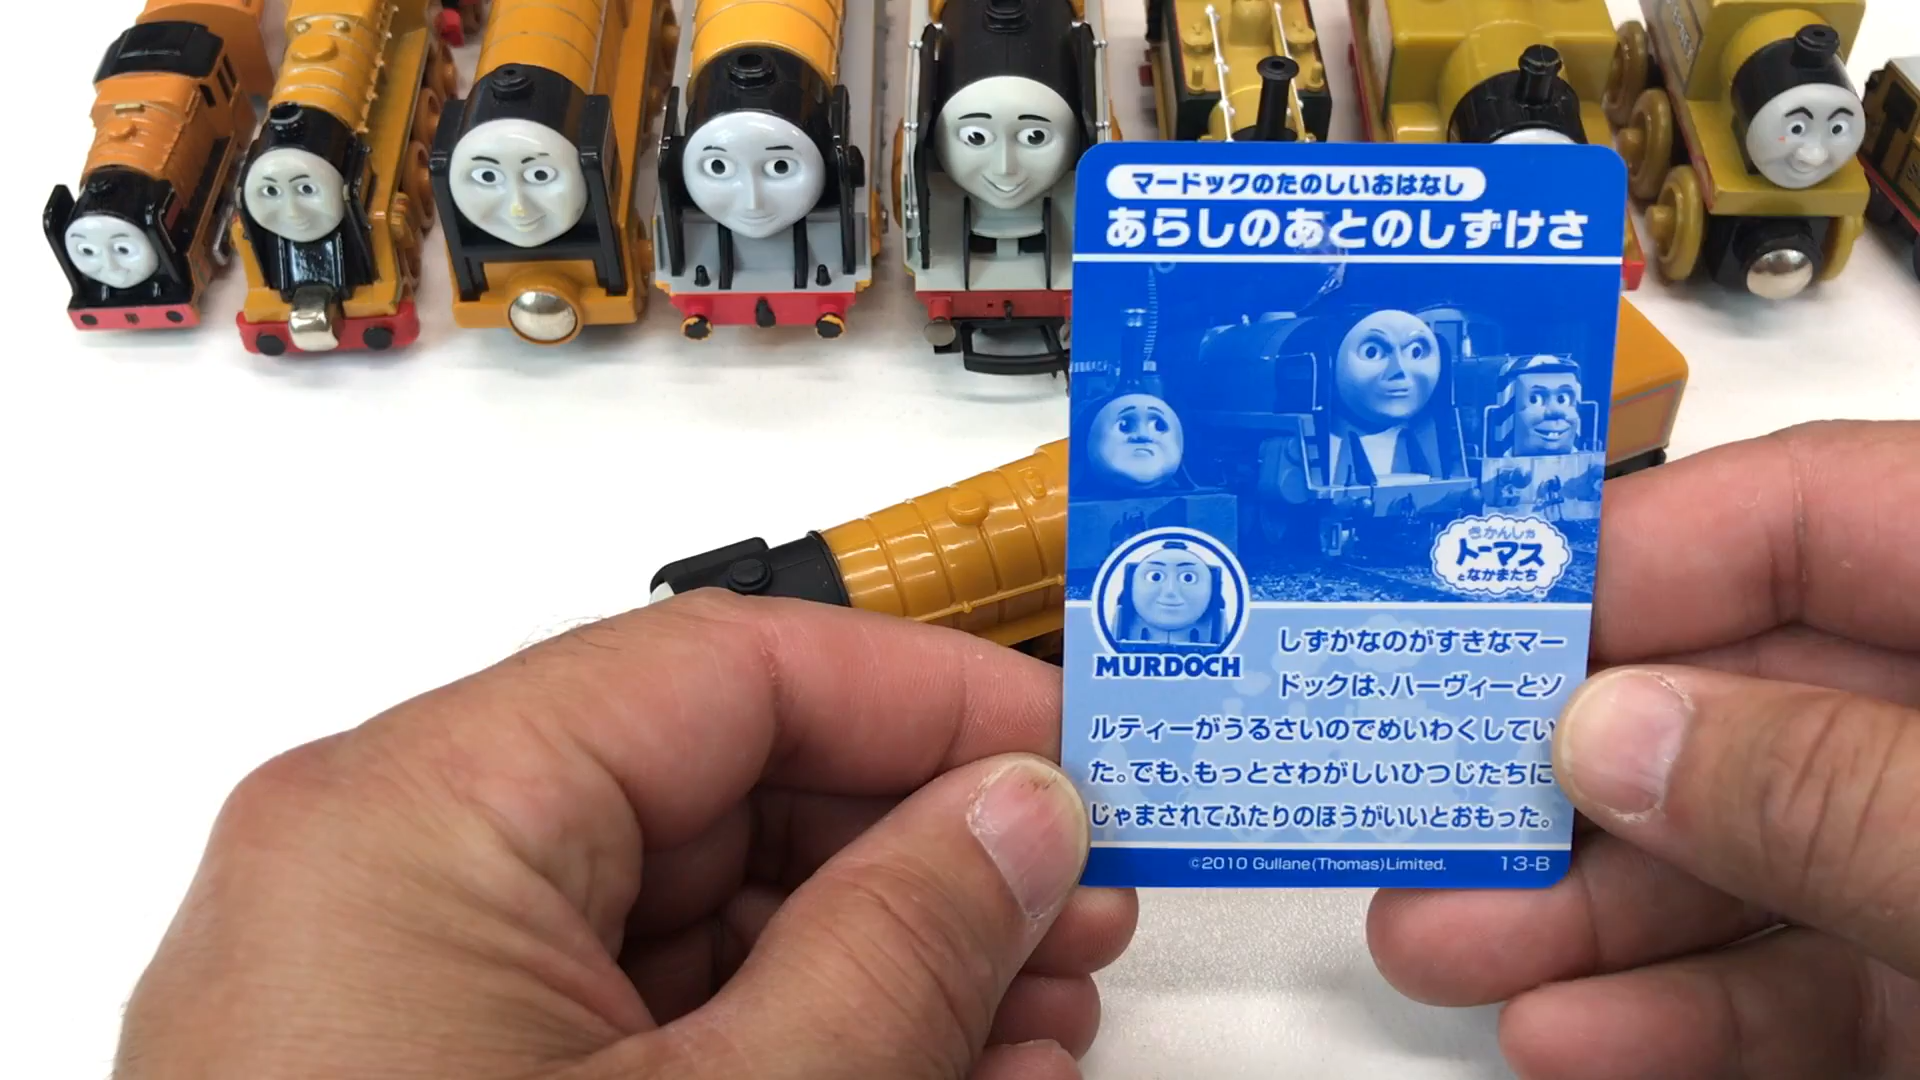 マードックのたのしいおはなし
あらしのあとのしずけさ
きかんしゃ
トーマス
となかまたち
MURDOCH
しずかなのがすきなマー
ドックは、ハーヴィーとソ
ルティーがうるさいのでめいわくしてい
た。でも、もっとさわがしいひつじたちに
じゃまされてふたりのほうがいいとおもった。
©2010 Gullane(Thomas)Limited.
13-B